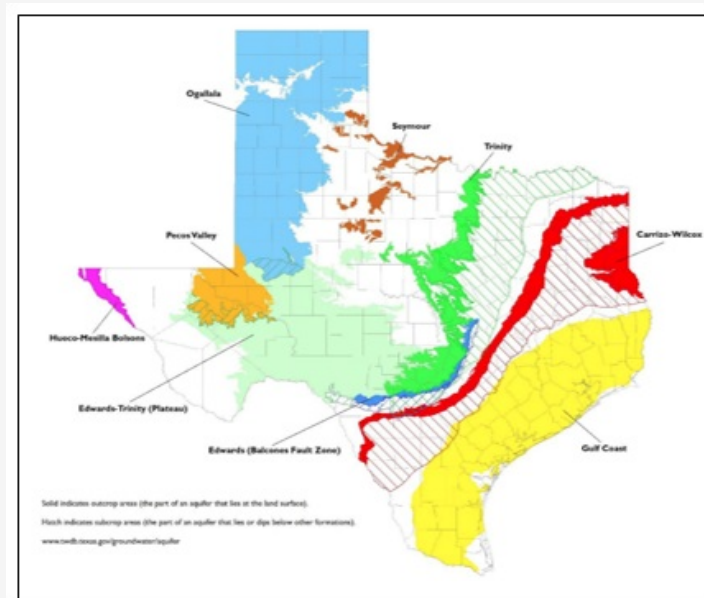 Ogallala
Seymour
Trinity
Pecos Valley
Carrizo-Wilcox
Hueco-Mesilla Bolsons
Edwards-Trinity (Plateau)
Edwards (Balcones Fault Zone)
Gulf Coast
Solid indicates outcrop areas (the part of an aquifer that lies at the land surface).
Hatch indicates subcrop areas (the part of an aquifer that lies or dips below other formations).
www.twdb.texas.gov/groundwater/aquifer